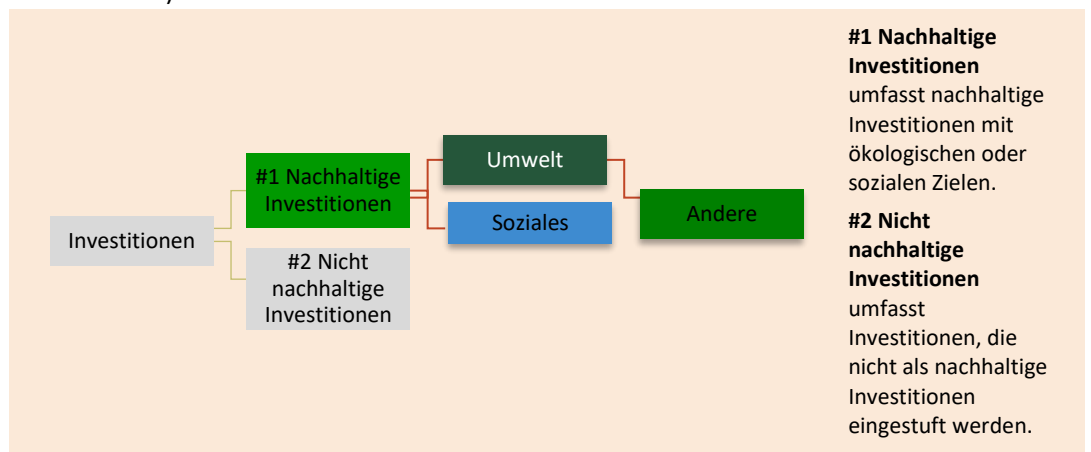 Investitionen
#1 Nachhaltige
Investitionen
#2 Nicht
nachhaltige
Investitionen
Umwelt
Soziales
Andere
#1 Nachhaltige
Investitionen
umfasst nachhaltige
Investitionen mit
ökologischen oder
sozialen Zielen.
#2 Nicht
nachhaltige
Investitionen
umfasst
Investitionen, die
nicht als nachhaltige
Investitionen
eingestuft werden.